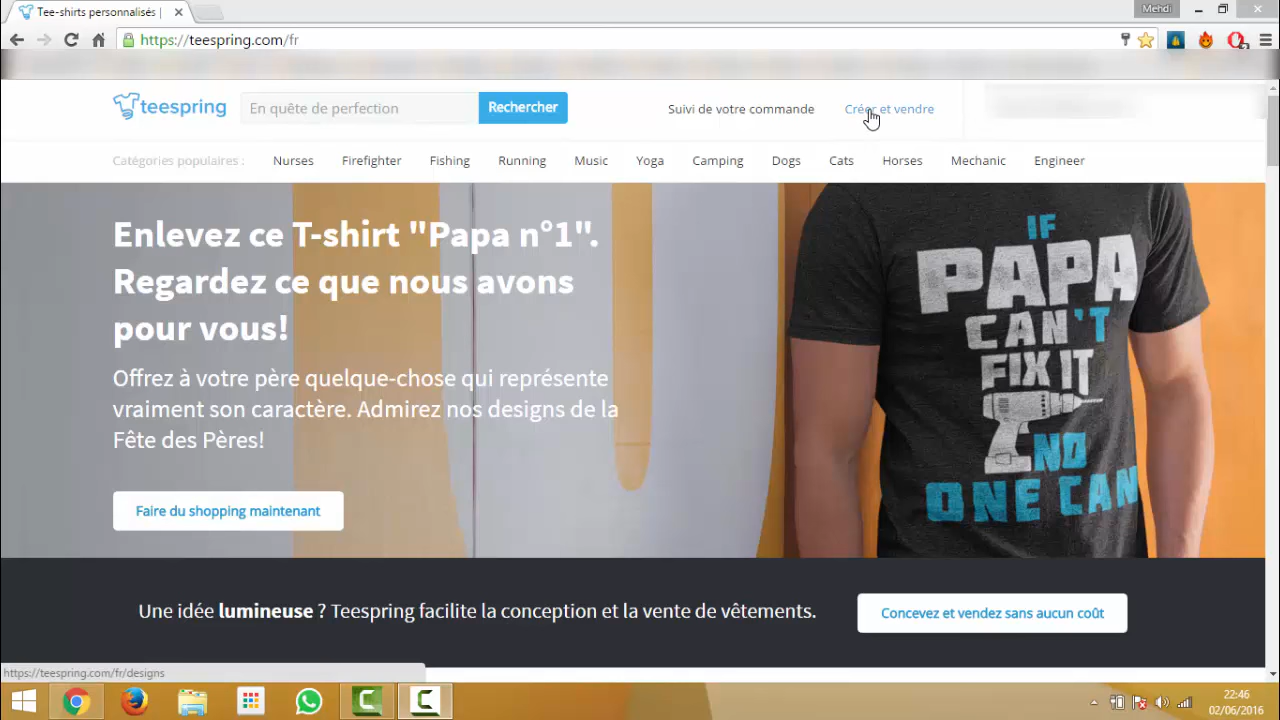 Tee-shirts personnalisés |
Mehdi
https://teespring.com/fr
teespring
En quête de perfection
Rechercher
Suivi de votre commande
Créer et vendre
Catégories populaires :
Nurses
Firefighter
Fishing
Running
Music
Yoga
Camping
Dogs
Cats
Horses
Mechanic
Engineer
Enlevez ce T-shirt "Papa n°1".
Regardez ce que nous avons
pour vous!
Offrez à votre père quelque-chose qui représente
vraiment son caractère. Admirez nos designs de la
Fête des Pères!
Faire du shopping maintenant
IF
PAPA
CAN'T
FIX IT
NO
ONE CAN
Une idée lumineuse ? Teespring facilite la conception et la vente de vêtements.
Concevez et vendez sans aucun coût
https://teespring.com/fr/designs
22:46
02/06/2016